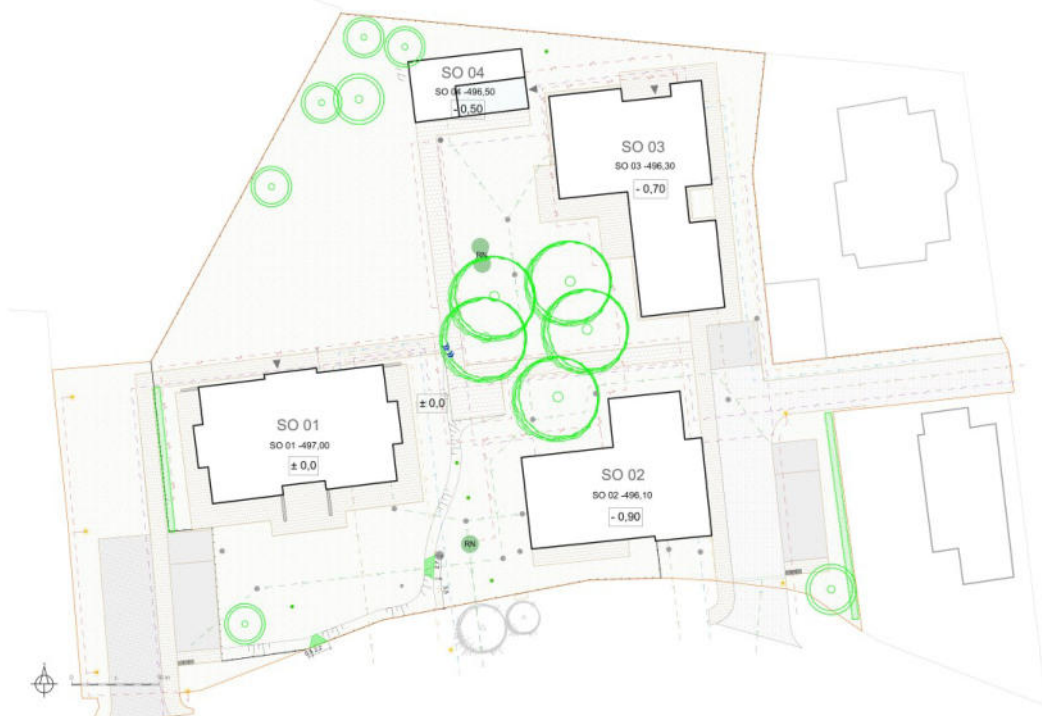 SO 04
SO 04 -496,50
- 0,50
SO 03
SO 03 -496,30
- 0,70
RN
± 0,0
SO 01
SO 01 -497,00
± 0,0
SO 02
SO 02 -496,10
- 0,90
RN